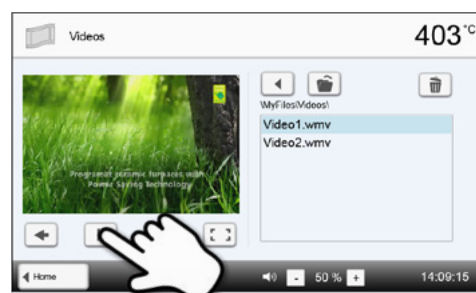 Videos
403 °C
\MyFiles\Videos\
Video1.wmv
Video2.wmv
Programat ceramic furnaces with
Power Saving Technology
Home
- 50 % +
14:09:15